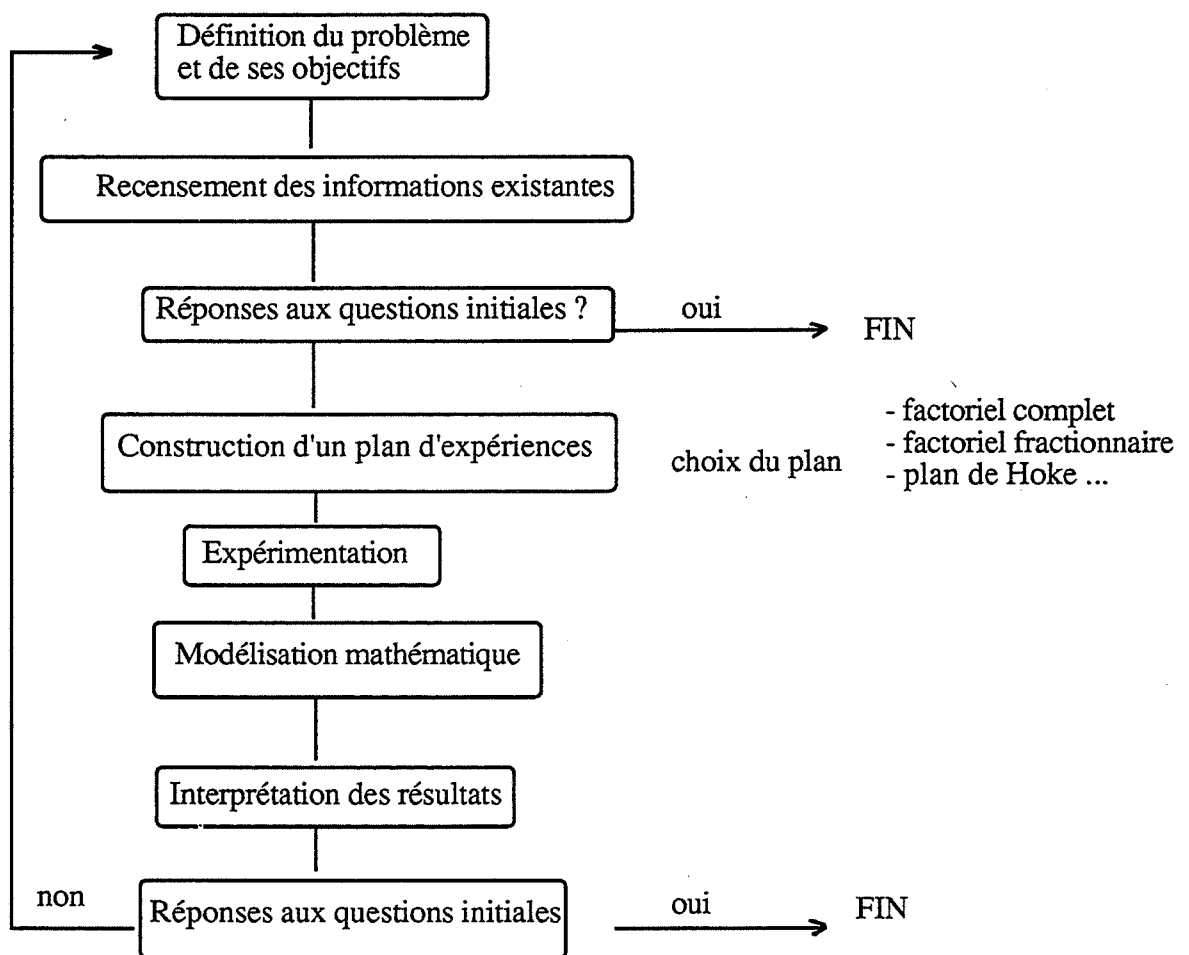 Définition du problème
et de ses objectifs
Recensement des informations existantes
Réponses aux questions initiales ?
oui
FIN
Construction d'un plan d'expériences
choix du plan
- factoriel complet
- factoriel fractionnaire
- plan de Hoke ...
Expérimentation
Modélisation mathématique
Interprétation des résultats
non
Réponses aux questions initiales
oui
FIN